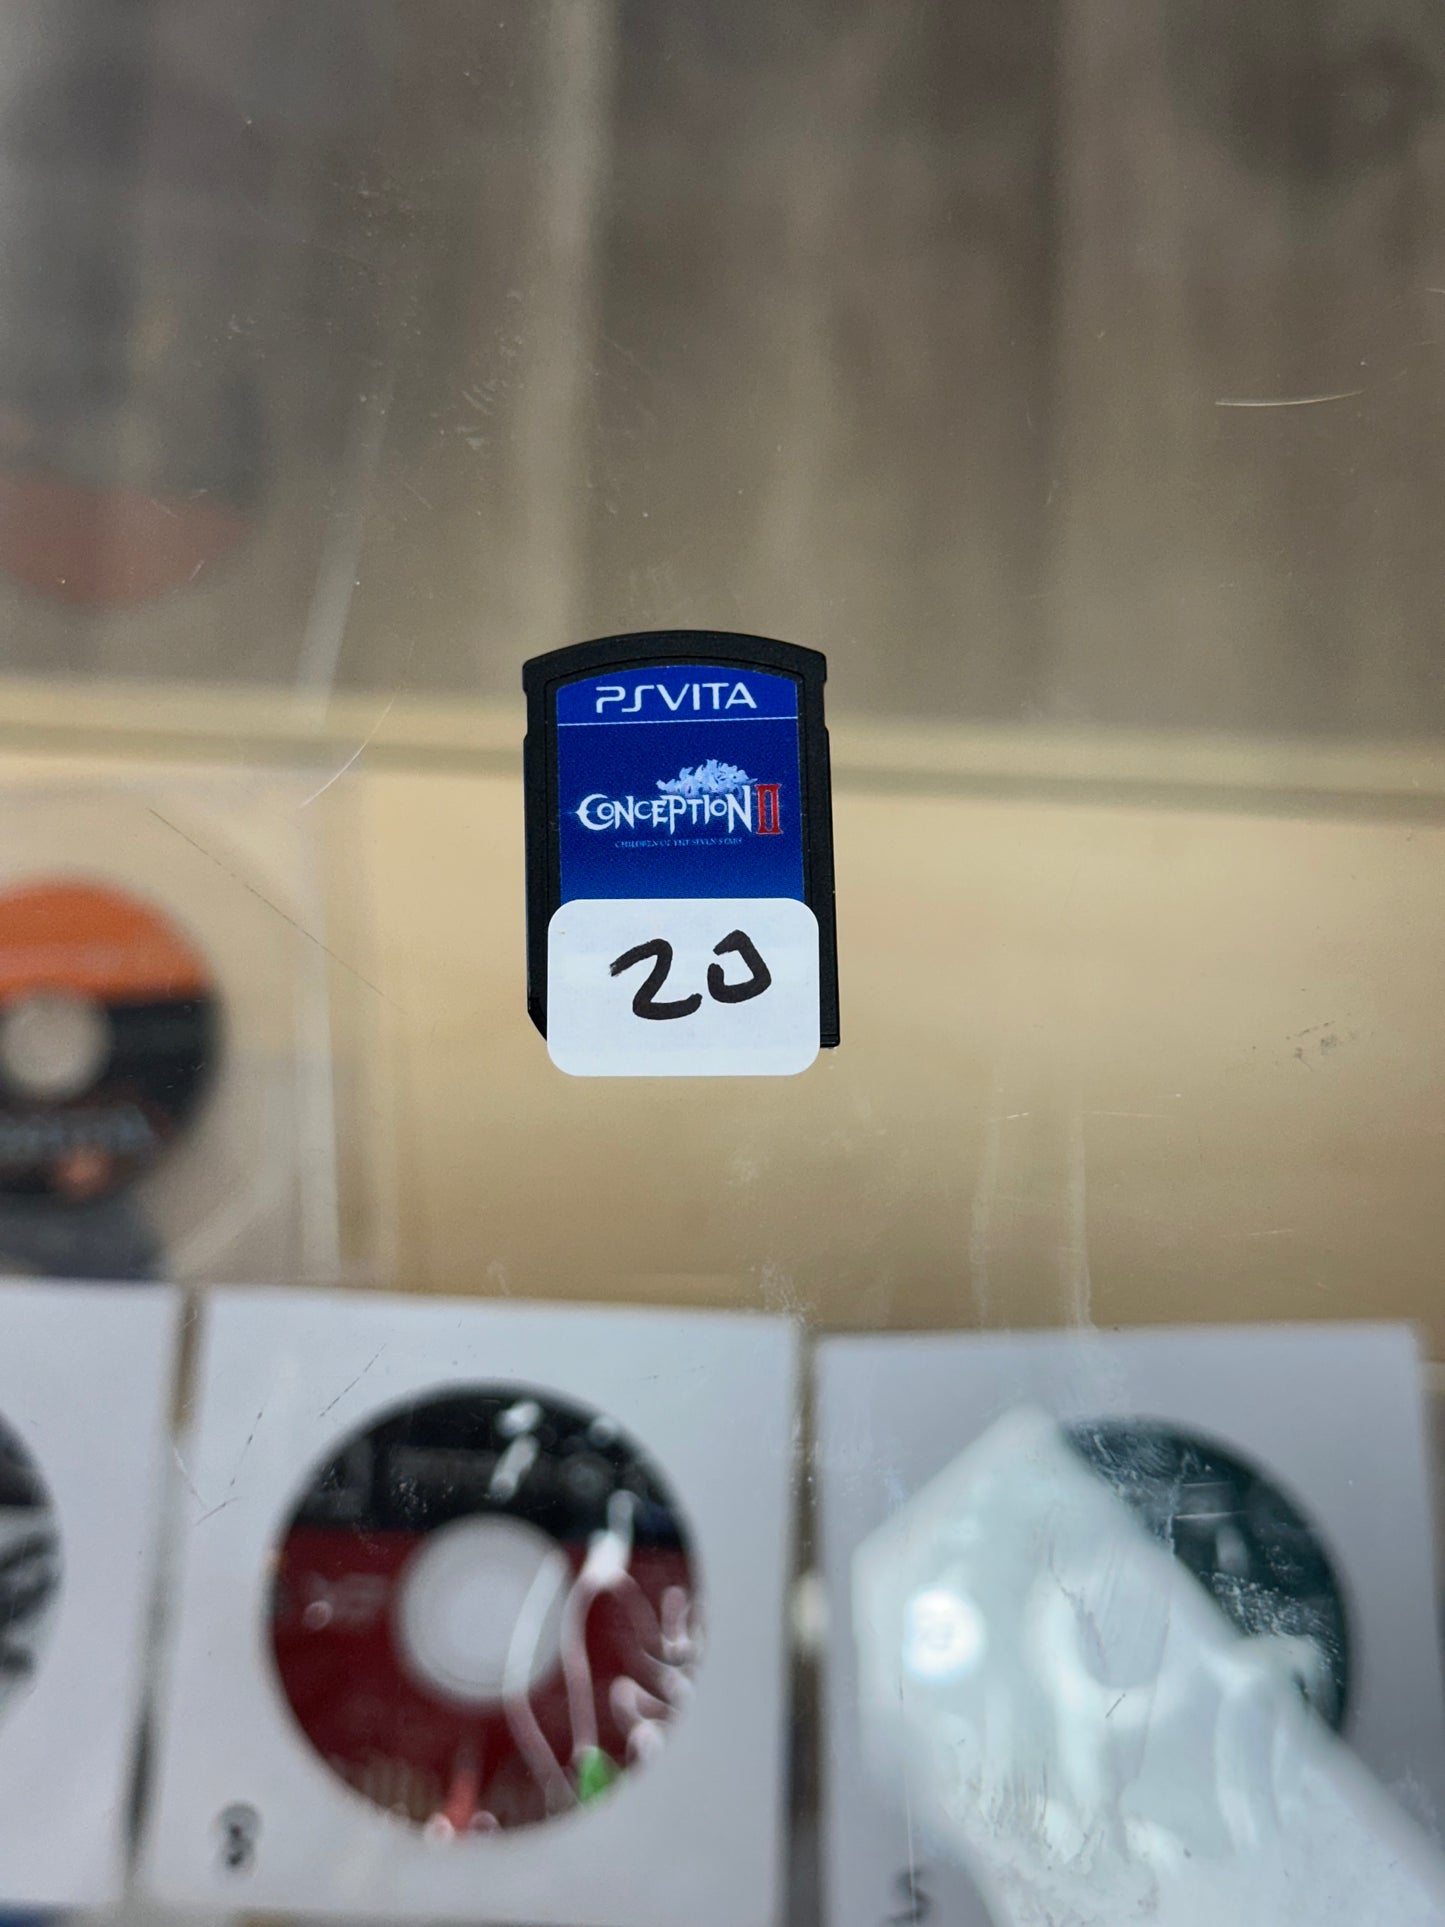 PSVITA
CONCEPTION II
CHILDREN OF THE SEVEN STARS
20